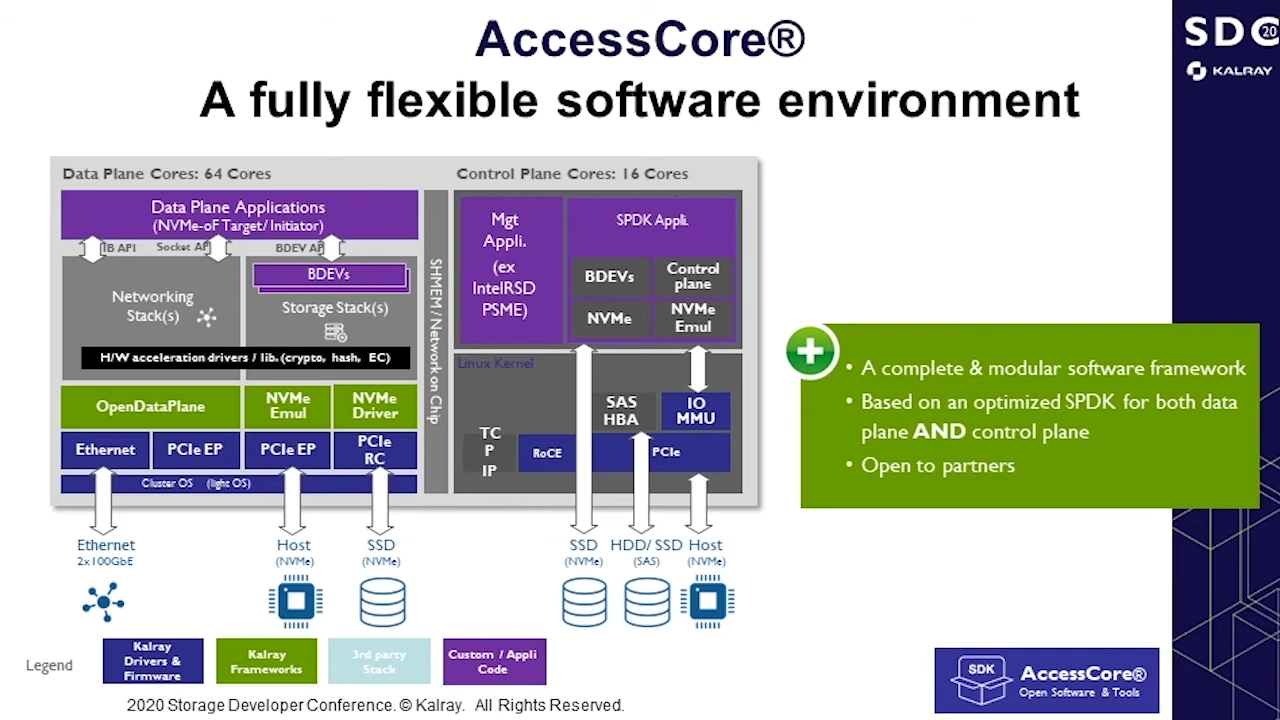 AccessCore®
A fully flexible software environment
SDC 20
KALRAY
Data Plane Cores: 64 Cores
Data Plane Applications
(NVMe-oF Target/ Initiator)
IB API
Socket AP
BDEV AP
Networking
Stack(s)
BDEVs
Storage Stack(s)
H/W acceleration drivers / lib. (crypto, hash, EC)
OpenDataPlane
NVMe
Emul
NVMe
Driver
Ethernet
PCIe EP
PCIe EP
PCIe
RC
Cluster OS (light OS)
SHMEM / Network on Chip
Control Plane Cores: 16 Cores
Mgt
Appli.
(ex
IntelRSD
PSME)
SPDK Appli.
BDEVs
Control
plane
NVMe
NVMe
Emul
Linux Kernel
SAS
HBA
IO
MMU
TC
P
IP
RoCE
PCIe
Ethernet
2x100GbE
Host
(NVMe)
SSD
(NVMe)
SSD
(NVMe)
HDD/ SSD
(SAS)
Host
(NVMe)
• A complete & modular software framework
• Based on an optimized SPDK for both data
plane AND control plane
• Open to partners
Legend
Kalray
Drivers &
Firmware
Kalray
Frameworks
3rd party
Stack
Custom / Appli
Code
SDK
AccessCore®
Open Software & Tools
2020 Storage Developer Conference. © Kalray. All Rights Reserved.